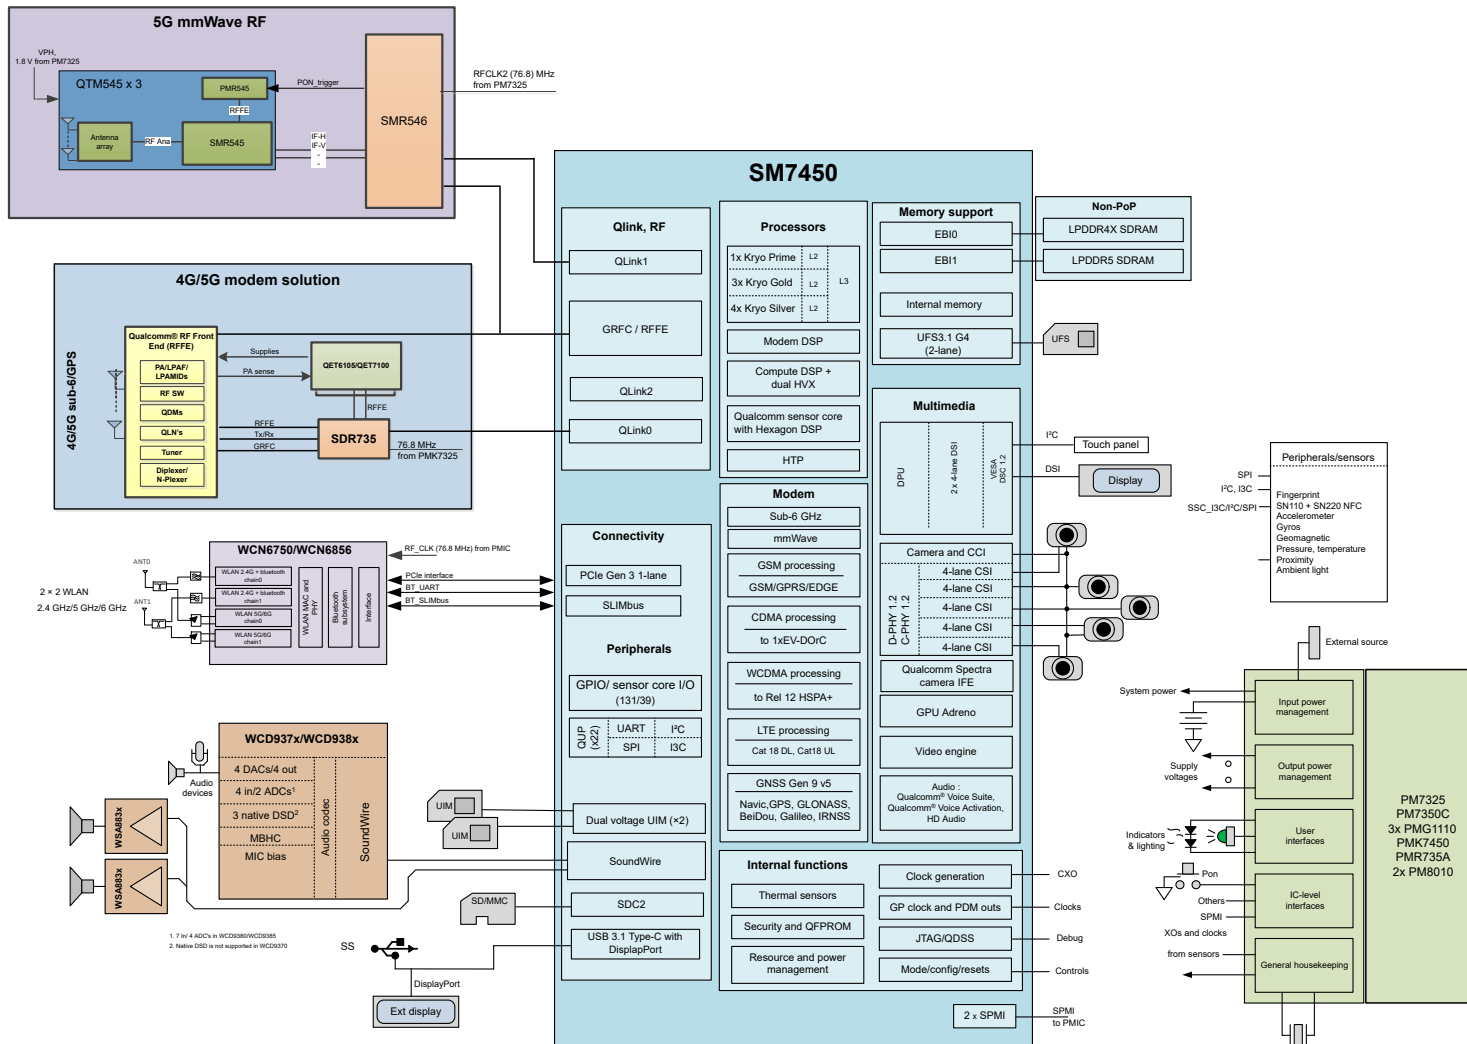 5G mmWave RF
VPH,
1.8 V from PM7325
QTM545 x 3
PMR545
PON_trigger
RFFE
Antenna
array
RF Ana
SMR545
IF-H
IF-V
-
-
SMR546
RFCLK2 (76.8) MHz
from PM7325
4G/5G modem solution
4G/5G sub-6/GPS
Qualcomm® RF Front
End (RFFE)
PA/LPAF/
LPAMIDs
RF SW
QDMs
QLN's
Tuner
Diplexer/
N-Plexer
Supplies
PA sense
QET6105/QET7100
RFFE
RFFE
Tx/Rx
GRFC
SDR735
76.8 MHz
from PMK7325
WCN6750/WCN6856
RF_CLK (76.8 MHz) from PMIC
ANT0
ANT1
2 × 2 WLAN
2.4 GHz/5 GHz/6 GHz
WLAN 2.4G + bluetooth
chain0
WLAN 2.4G + bluetooth
chain1
WLAN 5G/6G
chain0
WLAN 5G/6G
chain1
WLAN MAC and
PHY
Bluetooth
subsystem
Interface
PCIe interface
BT_UART
BT_SLIMbus
WCD937x/WCD938x
4 DACs/4 out
4 in/2 ADCs1
3 native DSD2
MBHC
MIC bias
Audio codec
SoundWire
Audio
devices
WSA883x
WSA883x
1. 7 In/ 4 ADC's in WCD9380/WCD9385
2. Native DSD is not supported in WCD9370
UIM
UIM
SD/MMC
SS
DisplayPort
Ext display
SM7450
Qlink, RF
QLink1
GRFC / RFFE
QLink2
QLink0
Connectivity
PCIe Gen 3 1-lane
SLIMbus
Peripherals
GPIO/ sensor core I/O
(131/39)
QUP
(x22)
UART
I²C
SPI
I3C
Dual voltage UIM (×2)
SoundWire
SDC2
USB 3.1 Type-C with
DisplapPort
Processors
1x Kryo Prime
L2
3x Kryo Gold
L2
L3
4x Kryo Silver
L2
Modem DSP
Compute DSP +
dual HVX
Qualcomm sensor core
with Hexagon DSP
HTP
Modem
Sub-6 GHz
mmWave
GSM processing
GSM/GPRS/EDGE
CDMA processing
to 1xEV-DOrC
WCDMA processing
to Rel 12 HSPA+
LTE processing
Cat 18 DL, Cat18 UL
GNSS Gen 9 v5
Navic,GPS, GLONASS,
BeiDou, Galileo, IRNSS
Memory support
EBI0
EBI1
Internal memory
UFS3.1 G4
(2-lane)
Non-PoP
LPDDR4X SDRAM
LPDDR5 SDRAM
UFS
Multimedia
DPU
2 x 4-lane DSI
VESA
DSC 1.2
I²C
Touch panel
DSI
Display
Camera and CCI
D-PHY 1.2
C-PHY 1.2
4-lane CSI
4-lane CSI
4-lane CSI
4-lane CSI
4-lane CSI
Qualcomm Spectra
camera IFE
GPU Adreno
Video engine
Audio :
Qualcomm® Voice Suite,
Qualcomm® Voice Activation,
HD Audio
Internal functions
Thermal sensors
Security and QFPROM
Resource and power
management
Clock generation
GP clock and PDM outs
JTAG/QDSS
Mode/config/resets
CXO
Clocks
Debug
Controls
2 x SPMI
SPMI
to PMIC
Peripherals/sensors
SPI
I²C, I3C
SSC_I3C/I²C/SPI
Fingerprint
SN110 + SN220 NFC
Accelerometer
Gyros
Geomagnetic
Pressure, temperature
Proximity
Ambient light
External source
System power
Input power
management
Supply
voltages
Output power
management
Indicators
& lighting
User
interfaces
Pon
Others
SPMI
IC-level
interfaces
XOs and clocks
from sensors
General housekeeping
PM7325
PM7350C
3x PMG1110
PMK7450
PMR735A
2x PM8010